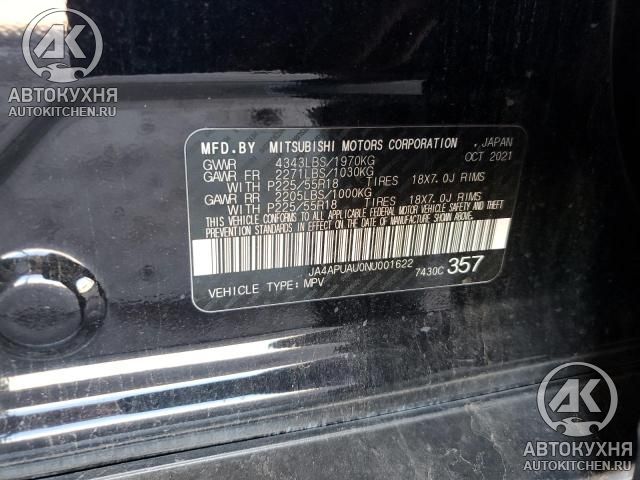 AK
АВТОКУХНЯ
AUTOKITCHEN.RU
MFD.BY MITSUBISHI MOTORS CORPORATION , JAPAN
GVWR 4343LBS/1970KG OCT 2021
GAWR FR 2271LBS/1030KG
WITH P225/55R18 TIRES 18X7.0J RIMS
GAWR RR 2205LBS/1000KG
WITH P225/55R18 TIRES 18X7.0J RIMS
THIS VEHICLE CONFORMS TO ALL APPLICABLE FEDERAL MOTOR VEHICLE SAFETY AND THEFT
PREVENTION STANDARDS IN EFFECT ON THE DATE OF MANUFACTURE SHOWN ABOVE.
JA4APUAU0NU001622 7430C 357
VEHICLE TYPE: MPV
AK
АВТОКУХНЯ
AUTOKITCHEN.RU